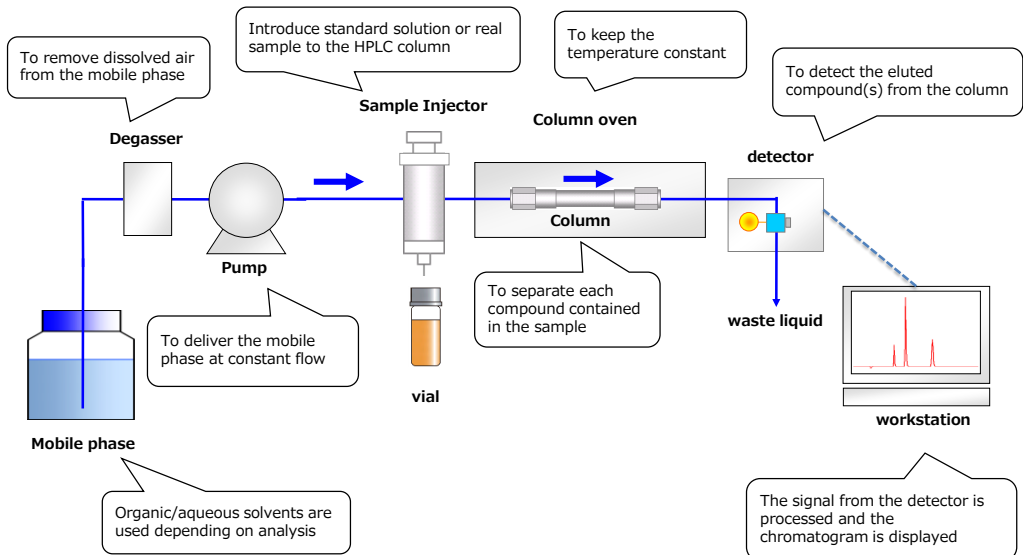 Introduce standard solution or real
sample to the HPLC column
To keep the
temperature constant
To remove dissolved air
from the mobile phase
To detect the eluted
compound(s) from the column
Sample Injector
Column oven
Degasser
detector
Column
Pump
To separate each
compound contained
in the sample
waste liquid
To deliver the mobile
phase at constant flow
vial
workstation
Mobile phase
Organic/aqueous solvents are
used depending on analysis
The signal from the detector is
processed and the
chromatogram is displayed